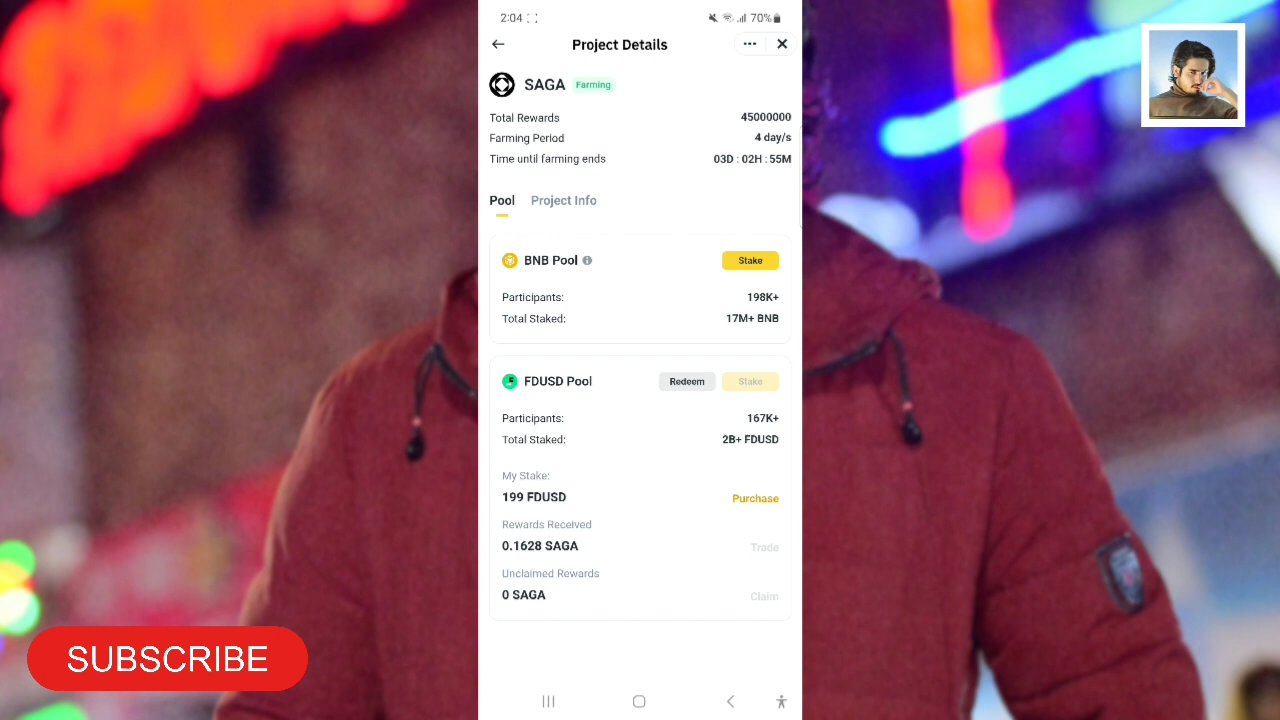 2:04
70%
Project Details
SAGA Farming
Total Rewards 45000000
Farming Period 4 day/s
Time until farming ends 03D : 02H : 55M
Pool Project Info
BNB Pool Stake
Participants: 198K+
Total Staked: 17M+ BNB
FDUSD Pool Redeem Stake
Participants: 167K+
Total Staked: 2B+ FDUSD
My Stake:
199 FDUSD Purchase
Rewards Received
0.1628 SAGA Trade
Unclaimed Rewards
0 SAGA Claim
SUBSCRIBE